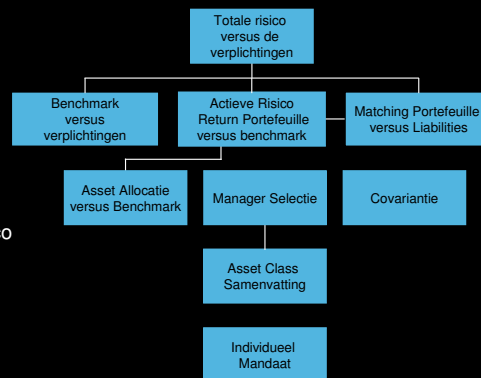 Totale risico
versus de
verplichtingen
Benchmark
versus
verplichtingen
Actieve Risico
Return Portefeuille
versus benchmark
Matching Portefeuille
versus Liabilities
Asset Allocatie
versus Benchmark
Manager Selectie
Covariantie
co
Asset Class
Samenvatting
Individueel
Mandaat